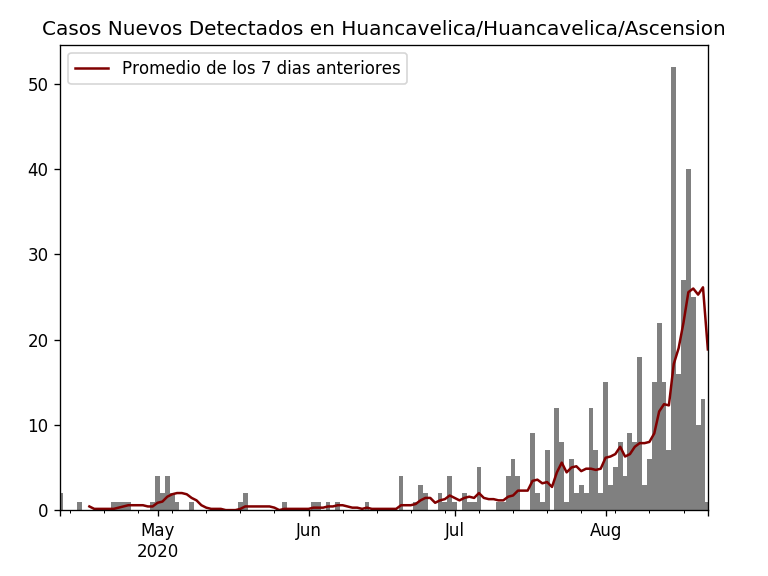 Casos Nuevos Detectados en Huancavelica/Huancavelica/Ascension
Promedio de los 7 dias anteriores
50
40
30
20
10
0
May Jun Jul Aug
2020